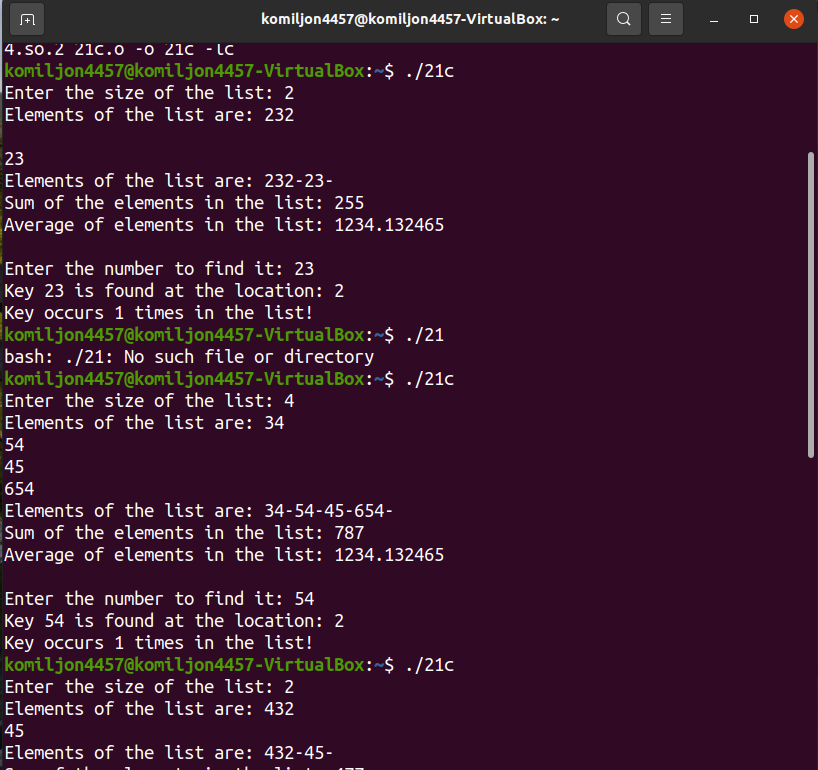 komiljon4457@komiljon4457-VirtualBox: ~
4.so.2 21c.o -o 21c -lc
komiljon4457@komiljon4457-VirtualBox:~$ ./21c
Enter the size of the list: 2
Elements of the list are: 232
23
Elements of the list are: 232-23-
Sum of the elements in the list: 255
Average of elements in the list: 1234.132465
Enter the number to find it: 23
Key 23 is found at the location: 2
Key occurs 1 times in the list!
komiljon4457@komiljon4457-VirtualBox:~$ ./21
bash: ./21: No such file or directory
komiljon4457@komiljon4457-VirtualBox:~$ ./21c
Enter the size of the list: 4
Elements of the list are: 34
54
45
654
Elements of the list are: 34-54-45-654-
Sum of the elements in the list: 787
Average of elements in the list: 1234.132465
Enter the number to find it: 54
Key 54 is found at the location: 2
Key occurs 1 times in the list!
komiljon4457@komiljon4457-VirtualBox:~$ ./21c
Enter the size of the list: 2
Elements of the list are: 432
45
Elements of the list are: 432-45-
Sum of the elements in the list: 477